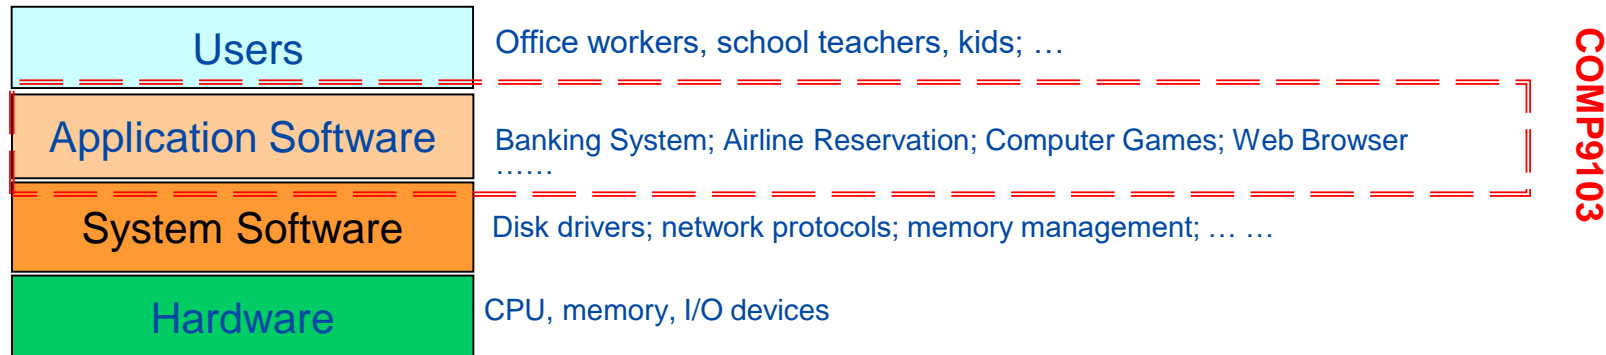 Users
Office workers, school teachers, kids; …
Application Software
Banking System; Airline Reservation; Computer Games; Web Browser
……
System Software
Disk drivers; network protocols; memory management; … …
Hardware
CPU, memory, I/O devices
COMP9103